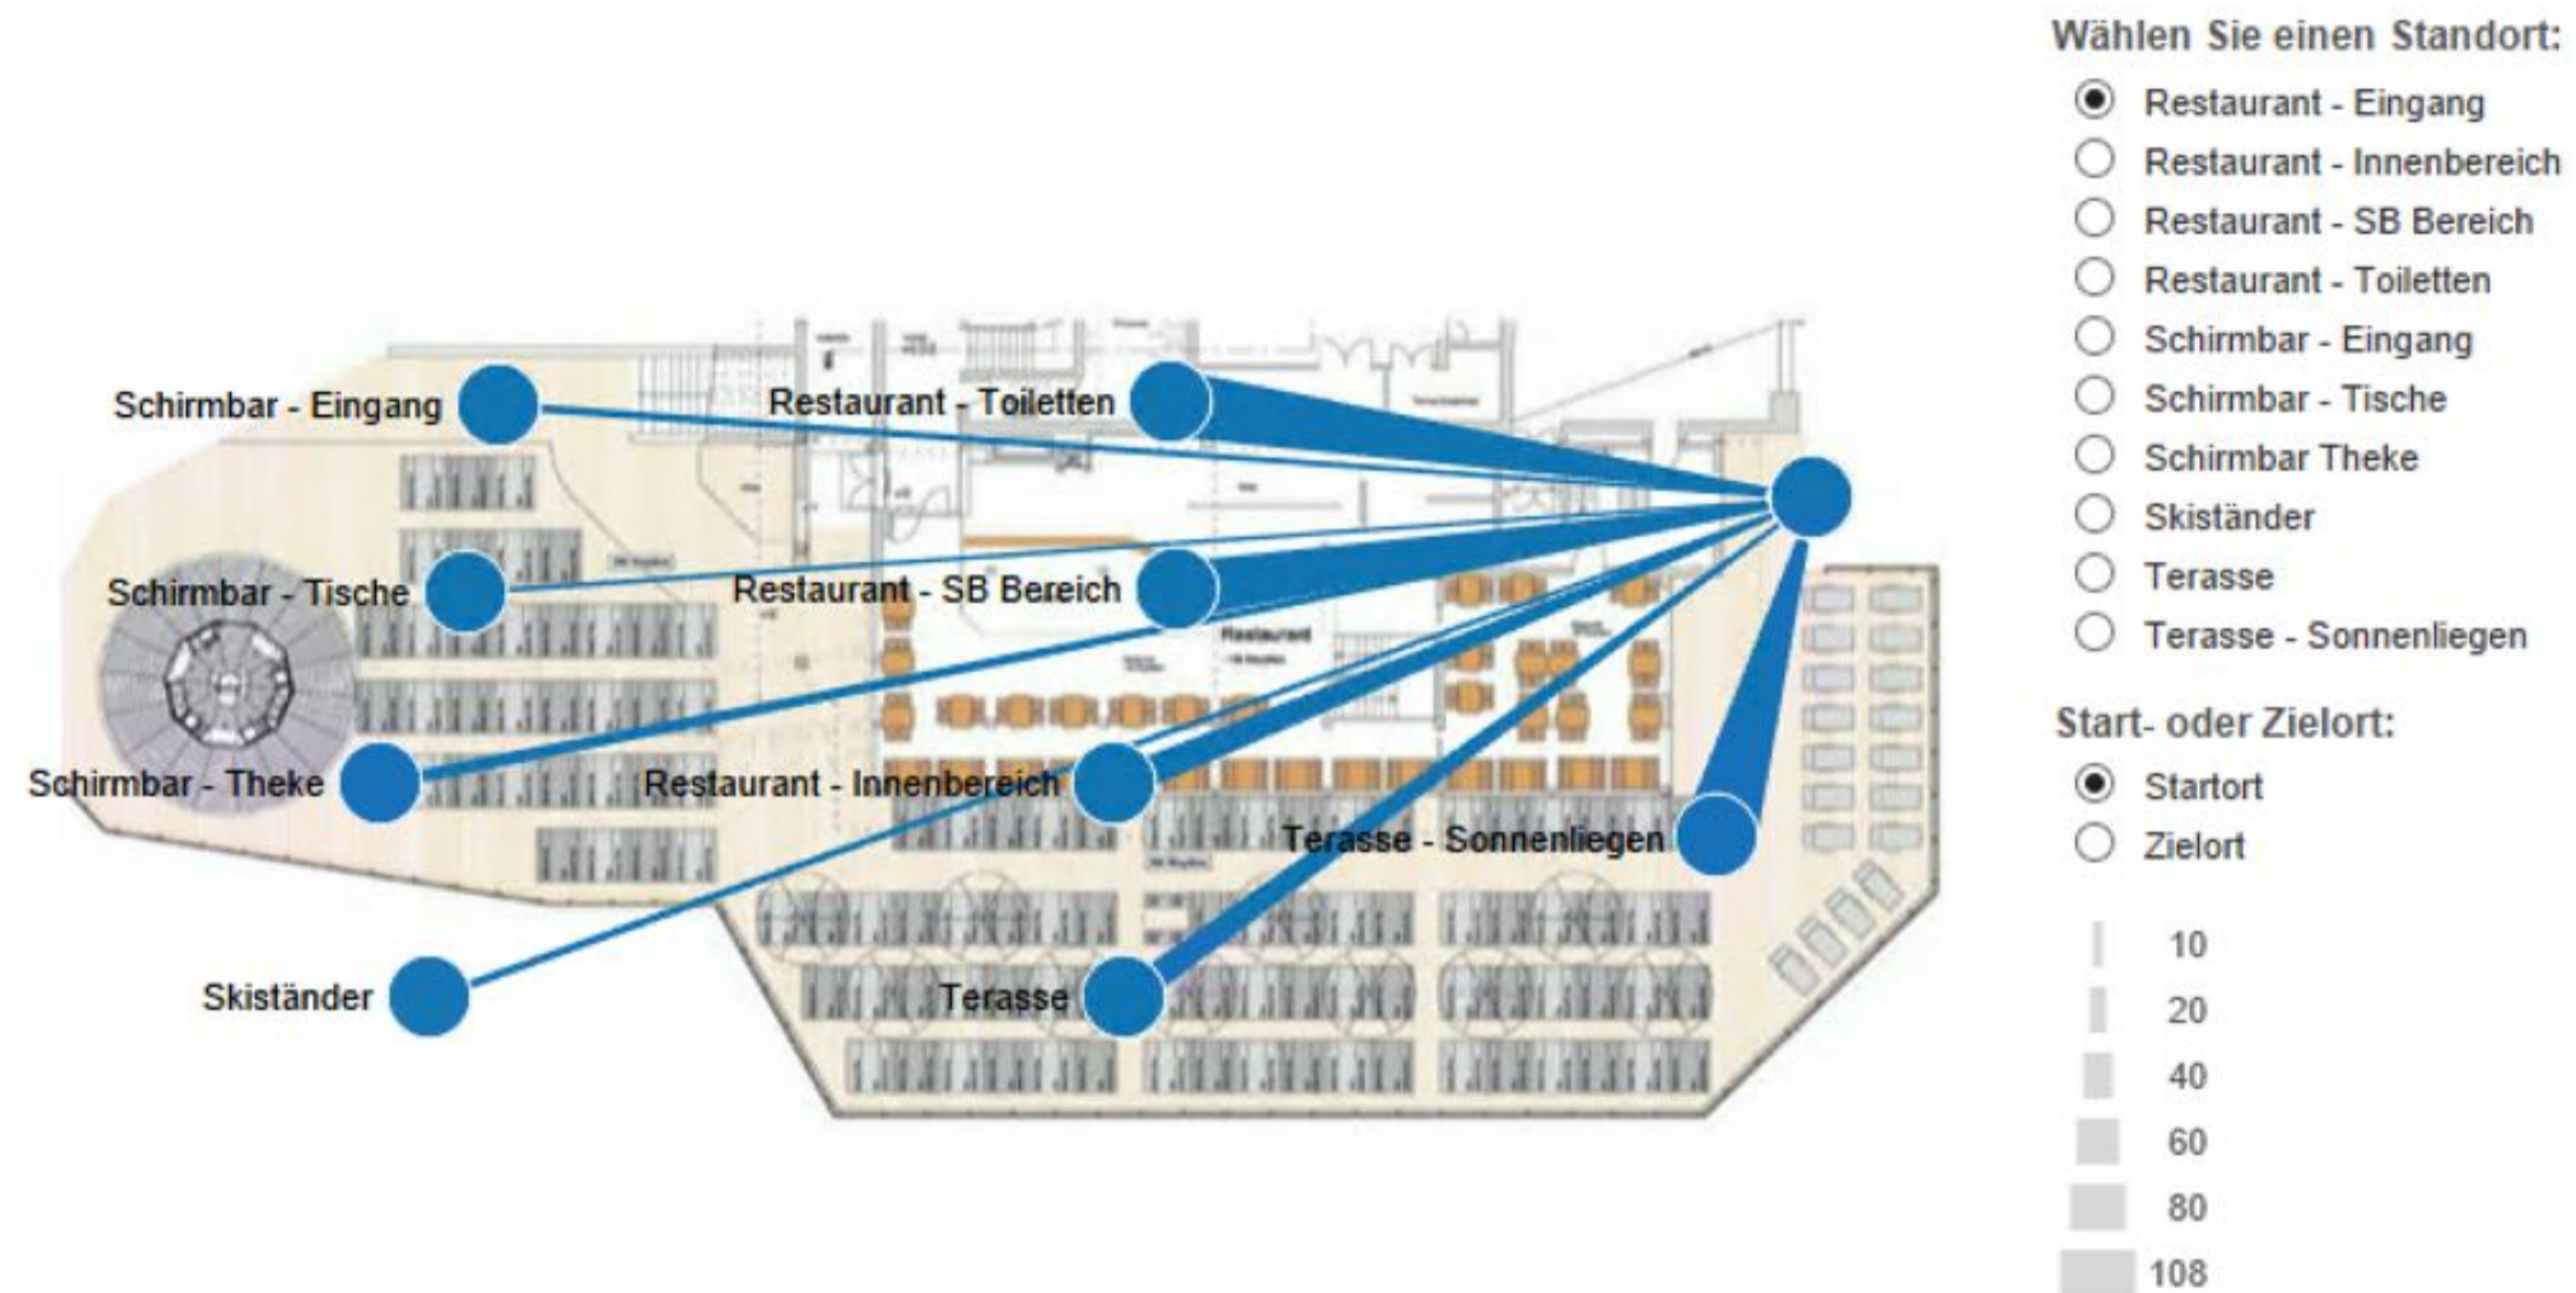 Wählen Sie einen Standort:
Restaurant - Eingang
Restaurant - Innenbereich
Restaurant - SB Bereich
Restaurant - Toiletten
Schirmbar - Eingang
Schirmbar - Tische
Schirmbar Theke
Skiständer
Terasse
Terasse - Sonnenliegen
Start- oder Zielort:
Startort
Zielort
10
20
40
60
80
108
Schirmbar - Eingang
Restaurant - Toiletten
Schirmbar - Tische
Restaurant - SB Bereich
Restaurant
Schirmbar - Theke
Restaurant - Innenbereich
Terasse - Sonnenliegen
Skiständer
Terasse